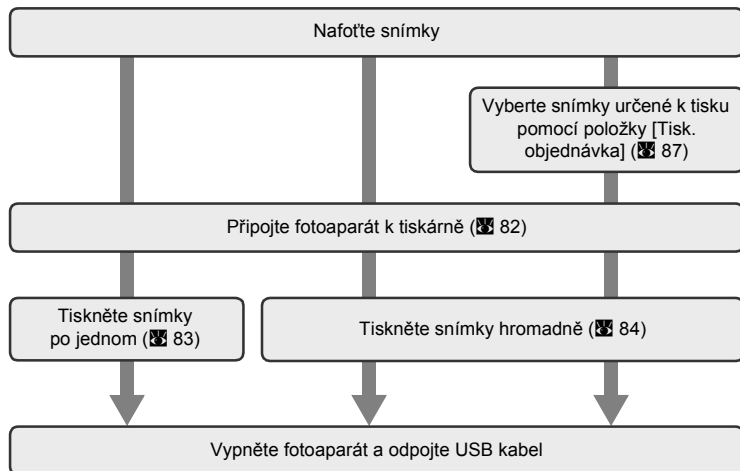 Nafoťte snímky
Vyberte snímky určené k tisku
pomocí položky [Tisk.
objednávka] (87)
Připojte fotoaparát k tiskárně (82)
Tiskněte snímky
po jednom (83)
Tiskněte snímky hromadně (84)
Vypněte fotoaparát a odpojte USB kabel